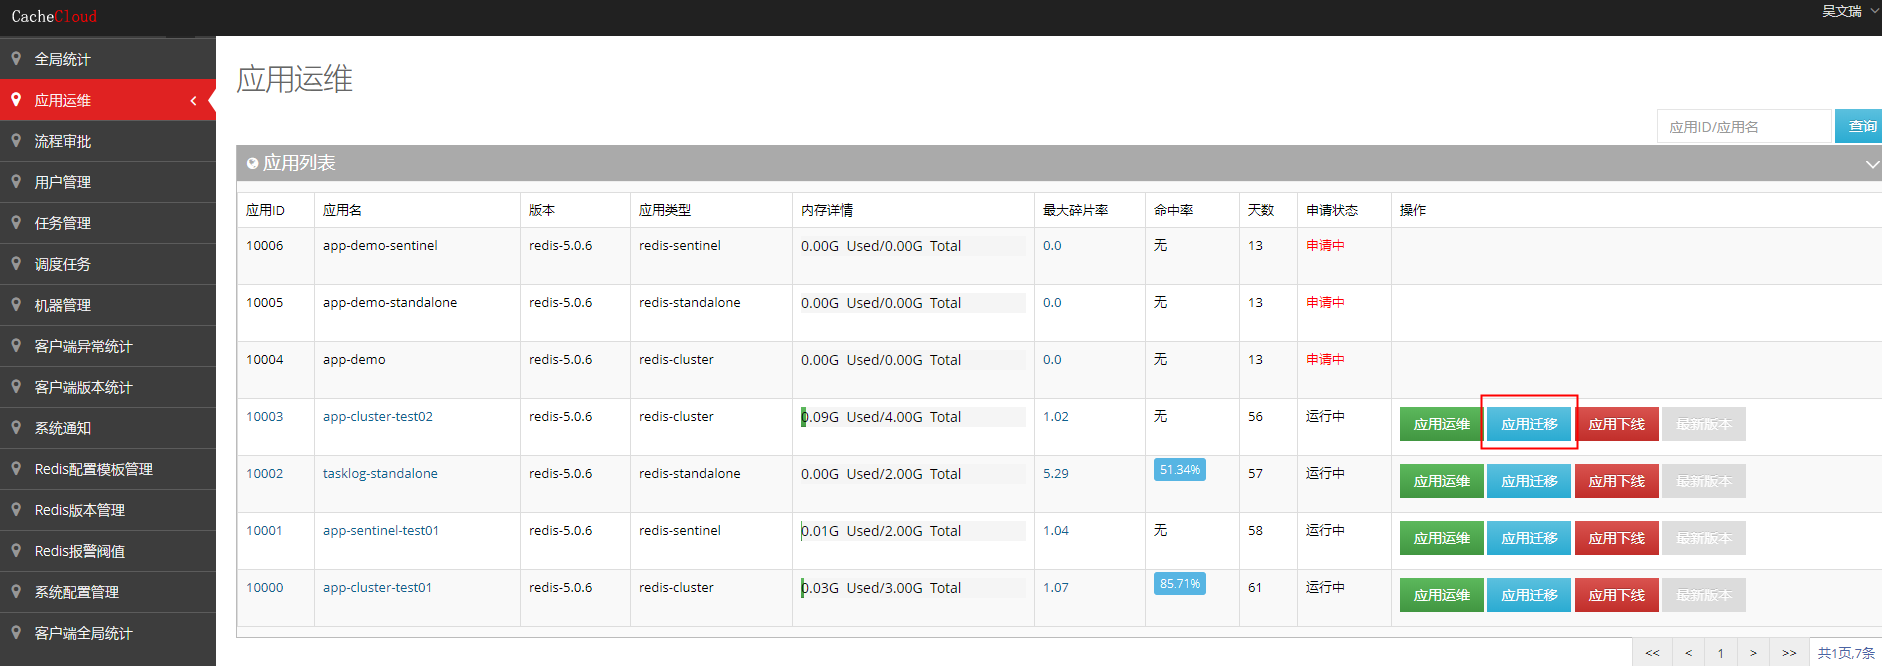 CacheCloud
吴文瑞
全局统计
应用运维
流程审批
用户管理
任务管理
调度任务
机器管理
客户端异常统计
客户端版本统计
系统通知
Redis配置模板管理
Redis版本管理
Redis报警阀值
系统配置管理
客户端全局统计
应用运维
应用ID/应用名 查询
应用列表
应用ID 应用名 版本 应用类型 内存详情 最大碎片率 命中率 天数 申请状态 操作
10006 app-demo-sentinel redis-5.0.6 redis-sentinel 0.00G Used/0.00G Total 0.0 无 13 申请中
10005 app-demo-standalone redis-5.0.6 redis-standalone 0.00G Used/0.00G Total 0.0 无 13 申请中
10004 app-demo redis-5.0.6 redis-cluster 0.00G Used/0.00G Total 0.0 无 13 申请中
10003 app-cluster-test02 redis-5.0.6 redis-cluster 0.09G Used/4.00G Total 1.02 无 56 运行中 应用运维 应用迁移 应用下线 最新版本
10002 tasklog-standalone redis-5.0.6 redis-standalone 0.00G Used/2.00G Total 5.29 51.34% 57 运行中 应用运维 应用迁移 应用下线 最新版本
10001 app-sentinel-test01 redis-5.0.6 redis-sentinel 0.01G Used/2.00G Total 1.04 无 58 运行中 应用运维 应用迁移 应用下线 最新版本
10000 app-cluster-test01 redis-5.0.6 redis-cluster 0.03G Used/3.00G Total 1.07 85.71% 61 运行中 应用运维 应用迁移 应用下线 最新版本
<< < 1 > >> 共1页,7条